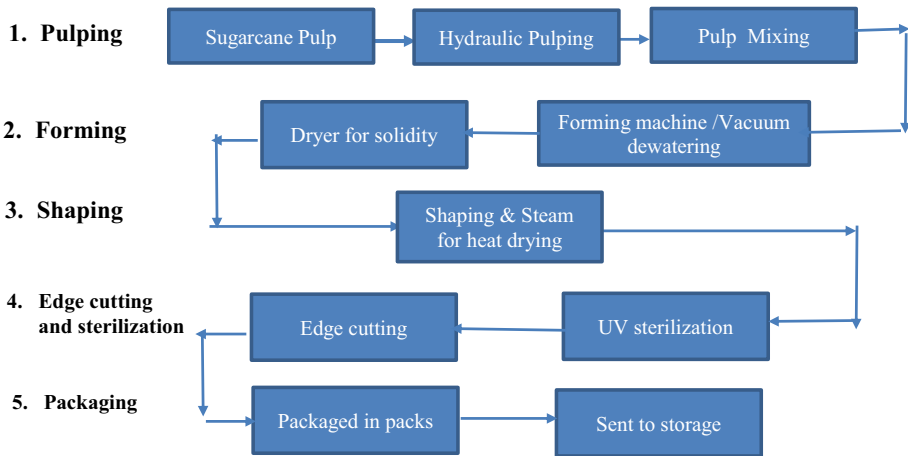 1. Pulping
Sugarcane Pulp
Hydraulic Pulping
Pulp Mixing
2. Forming
Dryer for solidity
Forming machine /Vacuum
dewatering
3. Shaping
Shaping & Steam
for heat drying
4. Edge cutting
and sterilization
Edge cutting
UV sterilization
5. Packaging
Packaged in packs
Sent to storage